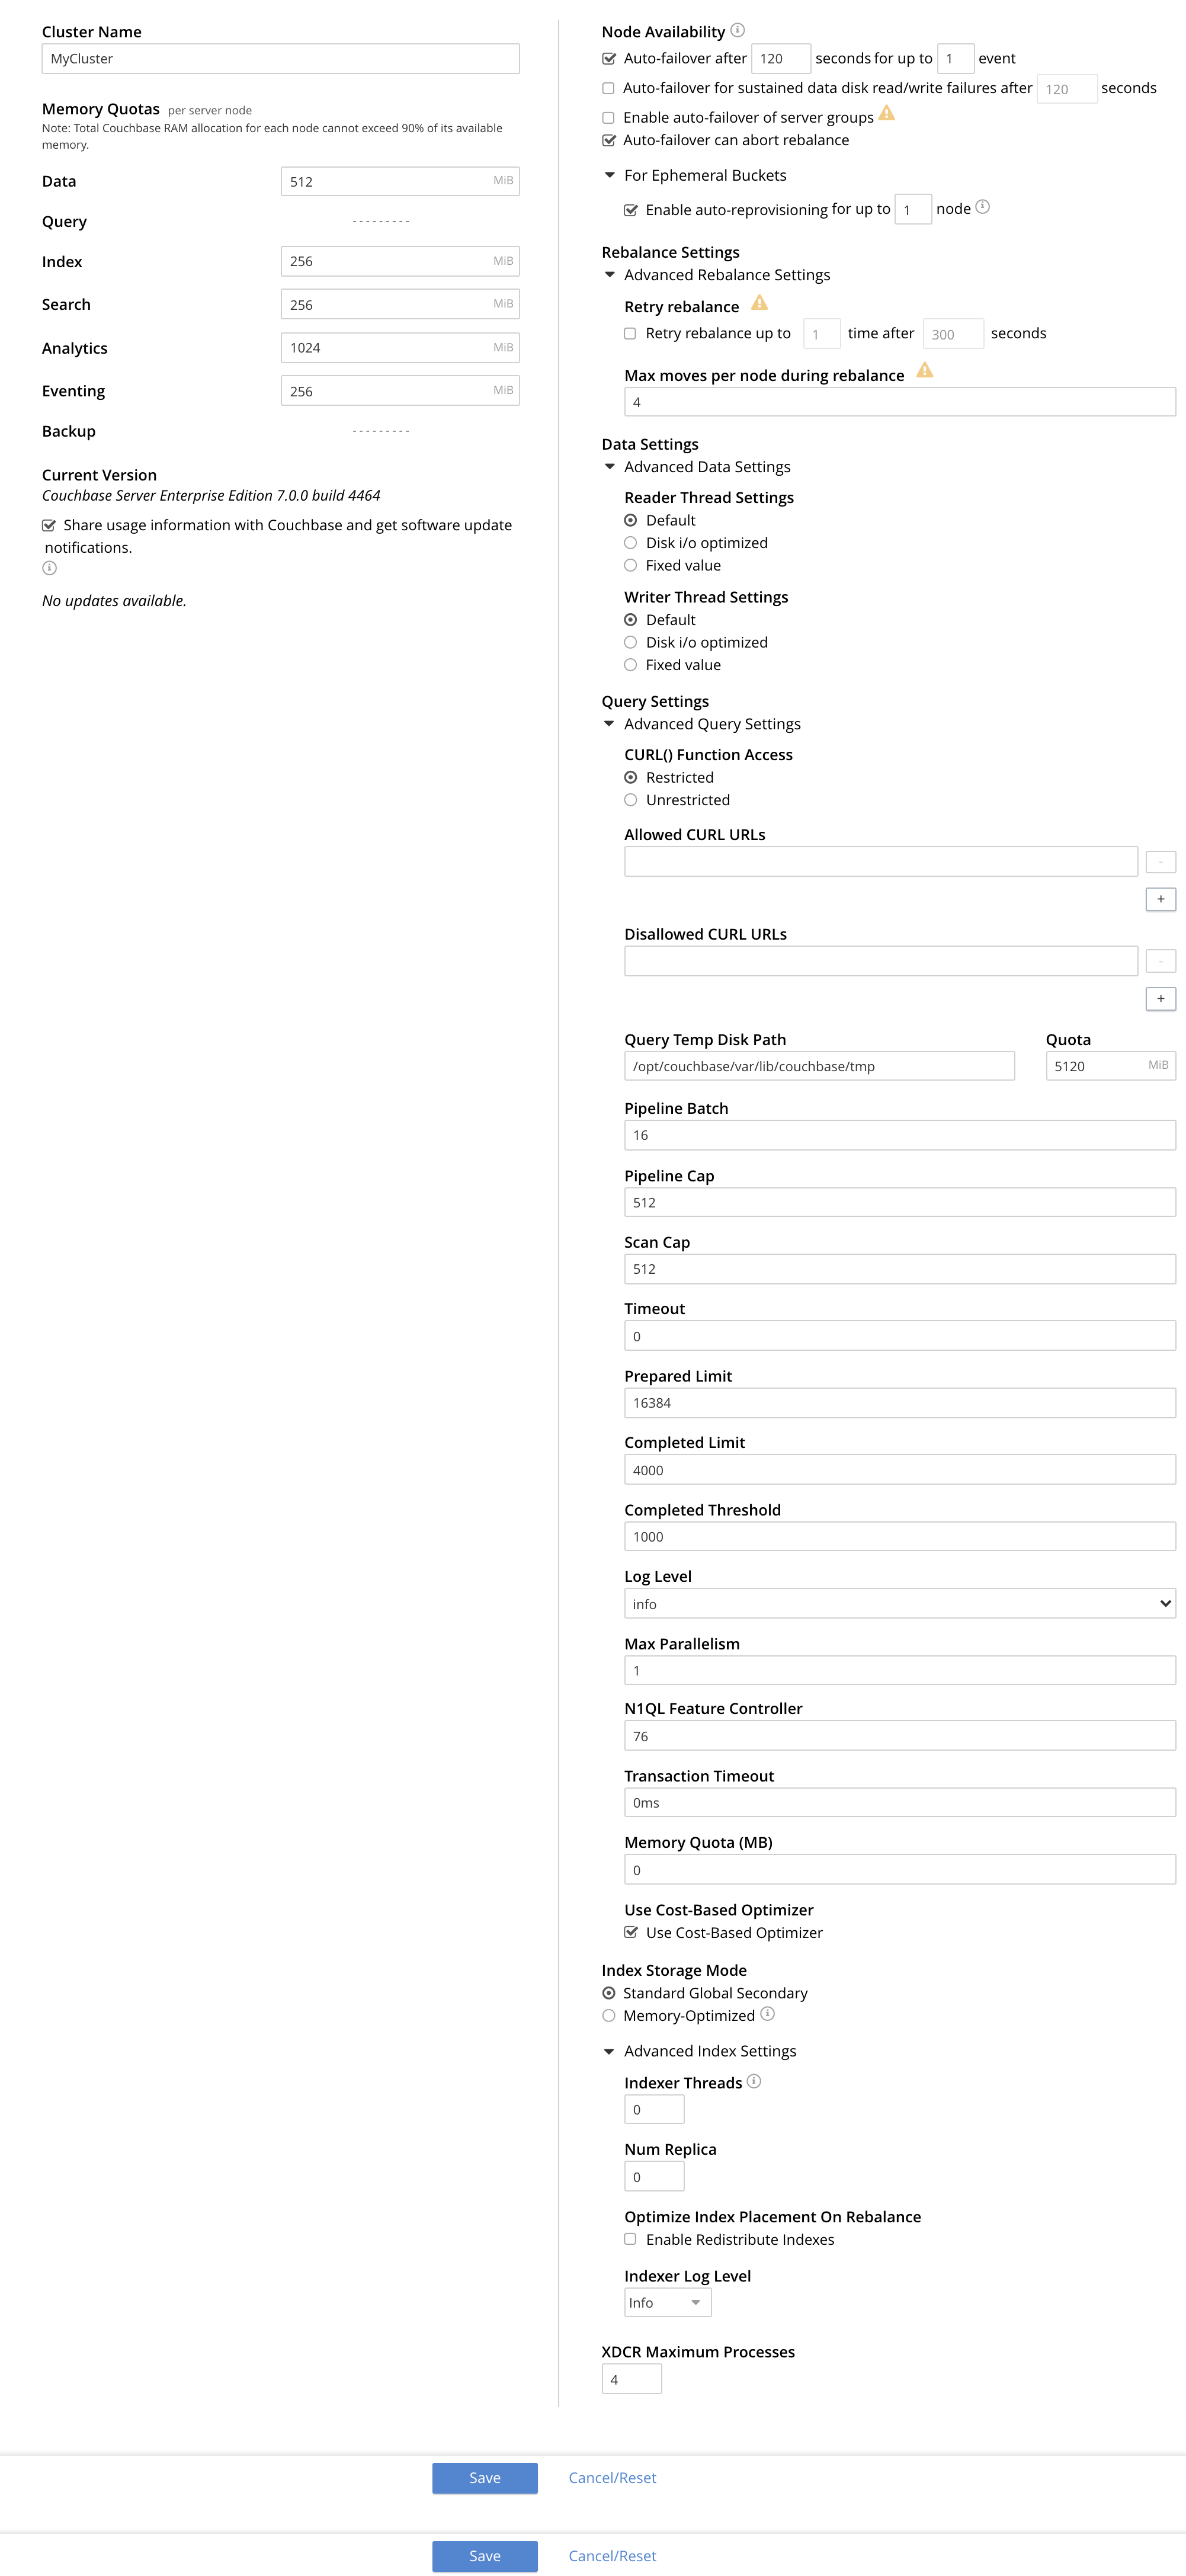 Cluster Name
MyCluster
Memory Quotas per server node
Note: Total Couchbase RAM allocation for each node cannot exceed 90% of its available
memory.
Data 512 MiB
Query ---------
Index 256 MiB
Search 256 MiB
Analytics 1024 MiB
Eventing 256 MiB
Backup ---------
Current Version
Couchbase Server Enterprise Edition 7.0.0 build 4464
Share usage information with Couchbase and get software update
notifications.
No updates available.
Node Availability
Auto-failover after 120 seconds for up to 1 event
Auto-failover for sustained data disk read/write failures after 120 seconds
Enable auto-failover of server groups
Auto-failover can abort rebalance
For Ephemeral Buckets
Enable auto-reprovisioning for up to 1 node
Rebalance Settings
Advanced Rebalance Settings
Retry rebalance
Retry rebalance up to 1 time after 300 seconds
Max moves per node during rebalance
4
Data Settings
Advanced Data Settings
Reader Thread Settings
Default
Disk i/o optimized
Fixed value
Writer Thread Settings
Default
Disk i/o optimized
Fixed value
Query Settings
Advanced Query Settings
CURL() Function Access
Restricted
Unrestricted
Allowed CURL URLs
-
+
Disallowed CURL URLs
-
+
Query Temp Disk Path Quota
/opt/couchbase/var/lib/couchbase/tmp 5120 MiB
Pipeline Batch
16
Pipeline Cap
512
Scan Cap
512
Timeout
0
Prepared Limit
16384
Completed Limit
4000
Completed Threshold
1000
Log Level
info
Max Parallelism
1
N1QL Feature Controller
76
Transaction Timeout
0ms
Memory Quota (MB)
0
Use Cost-Based Optimizer
Use Cost-Based Optimizer
Index Storage Mode
Standard Global Secondary
Memory-Optimized
Advanced Index Settings
Indexer Threads
0
Num Replica
0
Optimize Index Placement On Rebalance
Enable Redistribute Indexes
Indexer Log Level
Info
XDCR Maximum Processes
4
Save Cancel/Reset
Save Cancel/Reset